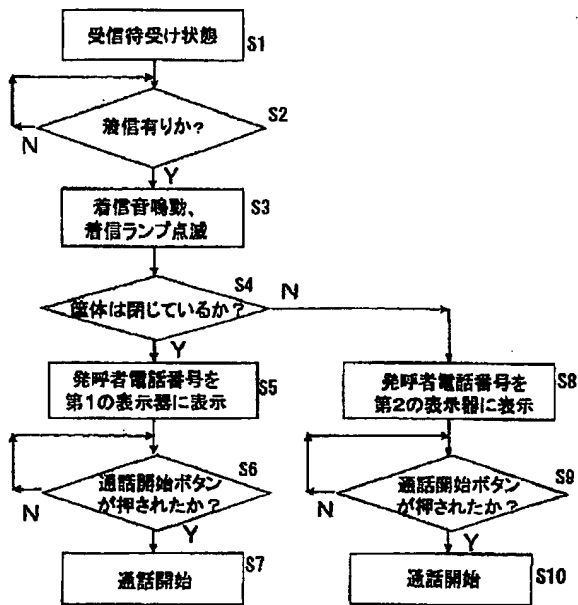 受信待受け状態
S1
着信有りか?
S2
N
Y
着信音鳴動、
着信ランプ点滅
S3
筐体は閉じているか?
S4
N
Y
発呼者電話番号を
第1の表示器に表示
S5
発呼者電話番号を
第2の表示器に表示
S8
通話開始ボタン
が押されたか?
S6
N
Y
通話開始ボタン
が押されたか?
S9
N
Y
通話開始
S7
通話開始
S10